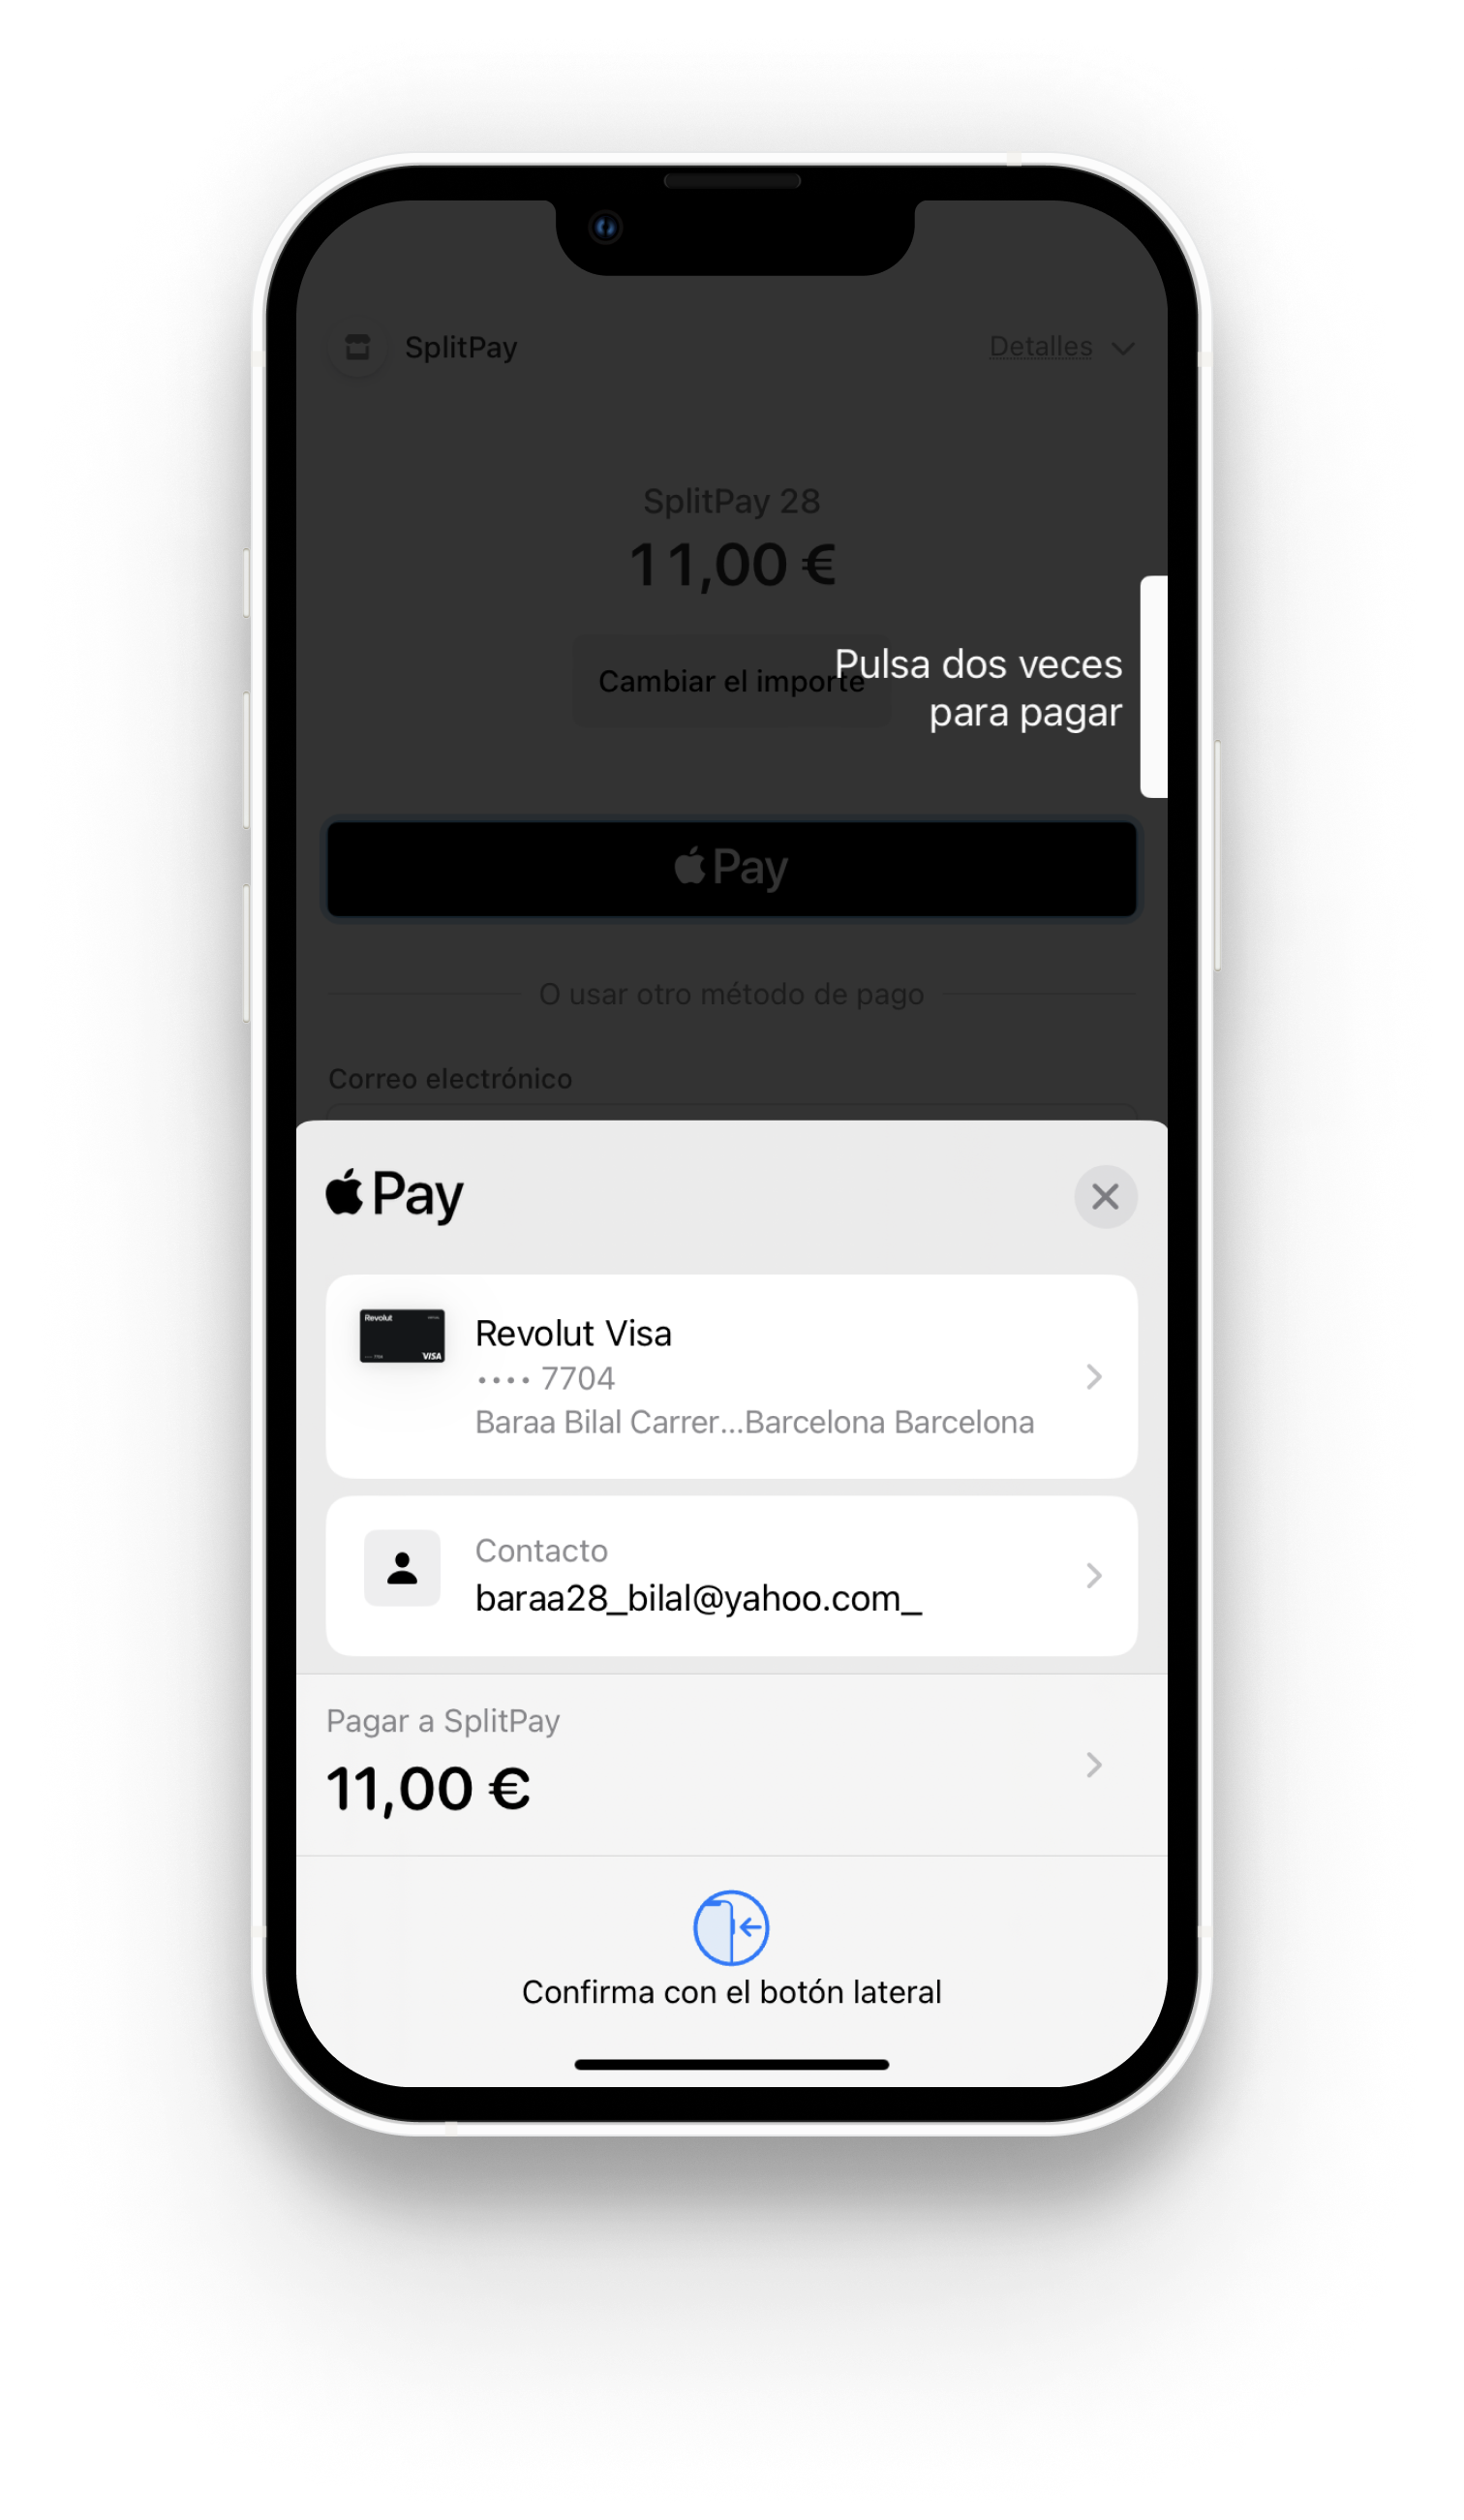 SplitPay
Detalles
SplitPay 28
11,00 €
Cambiar el importe
Pulsa dos veces
para pagar
Pay
O usar otro método de pago
Correo electrónico
Pay
Revolut
VISA
Revolut Visa
•••• 7704
Baraa Bilal Carrer...Barcelona Barcelona
Contacto
baraa28_bilal@yahoo.com_
Pagar a SplitPay
11,00 €
Confirma con el botón lateral